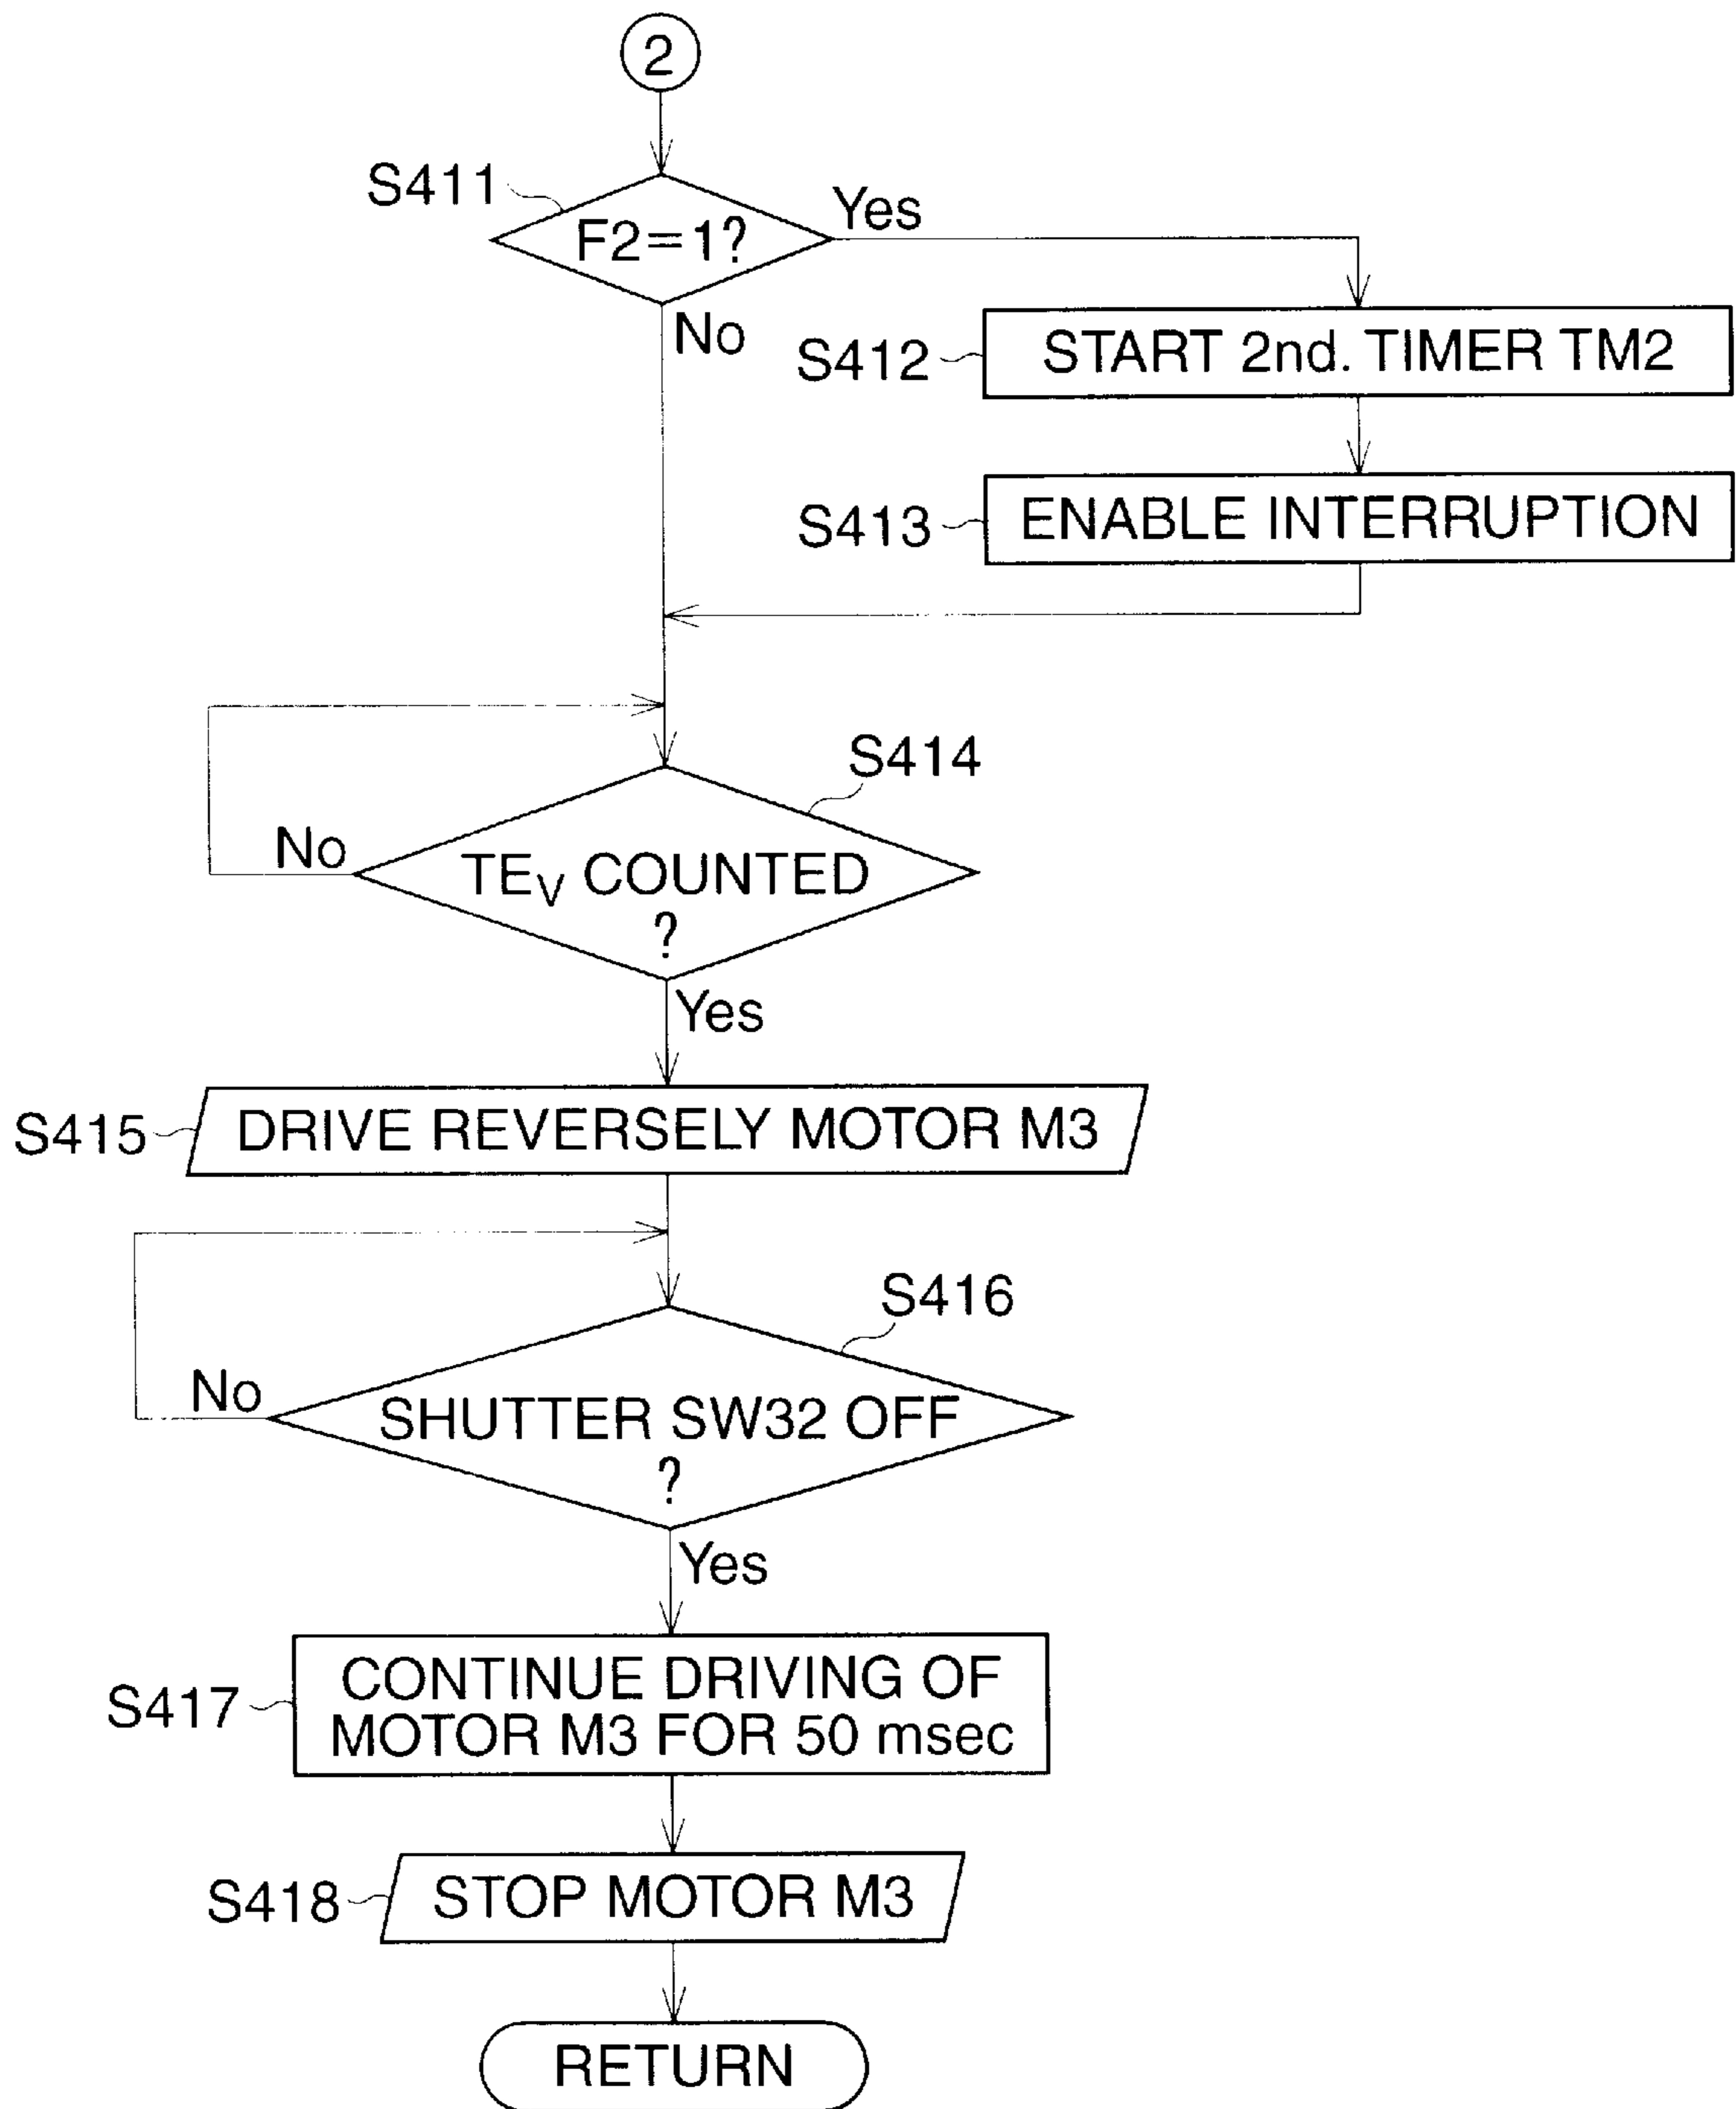 2
S411
F2=1?
Yes
No
S412
START 2nd. TIMER TM2
S413
ENABLE INTERRUPTION
S414
No
TEV COUNTED
?
Yes
S415
DRIVE REVERSELY MOTOR M3
S416
No
SHUTTER SW32 OFF
?
Yes
S417
CONTINUE DRIVING OF
MOTOR M3 FOR 50 msec
S418
STOP MOTOR M3
RETURN